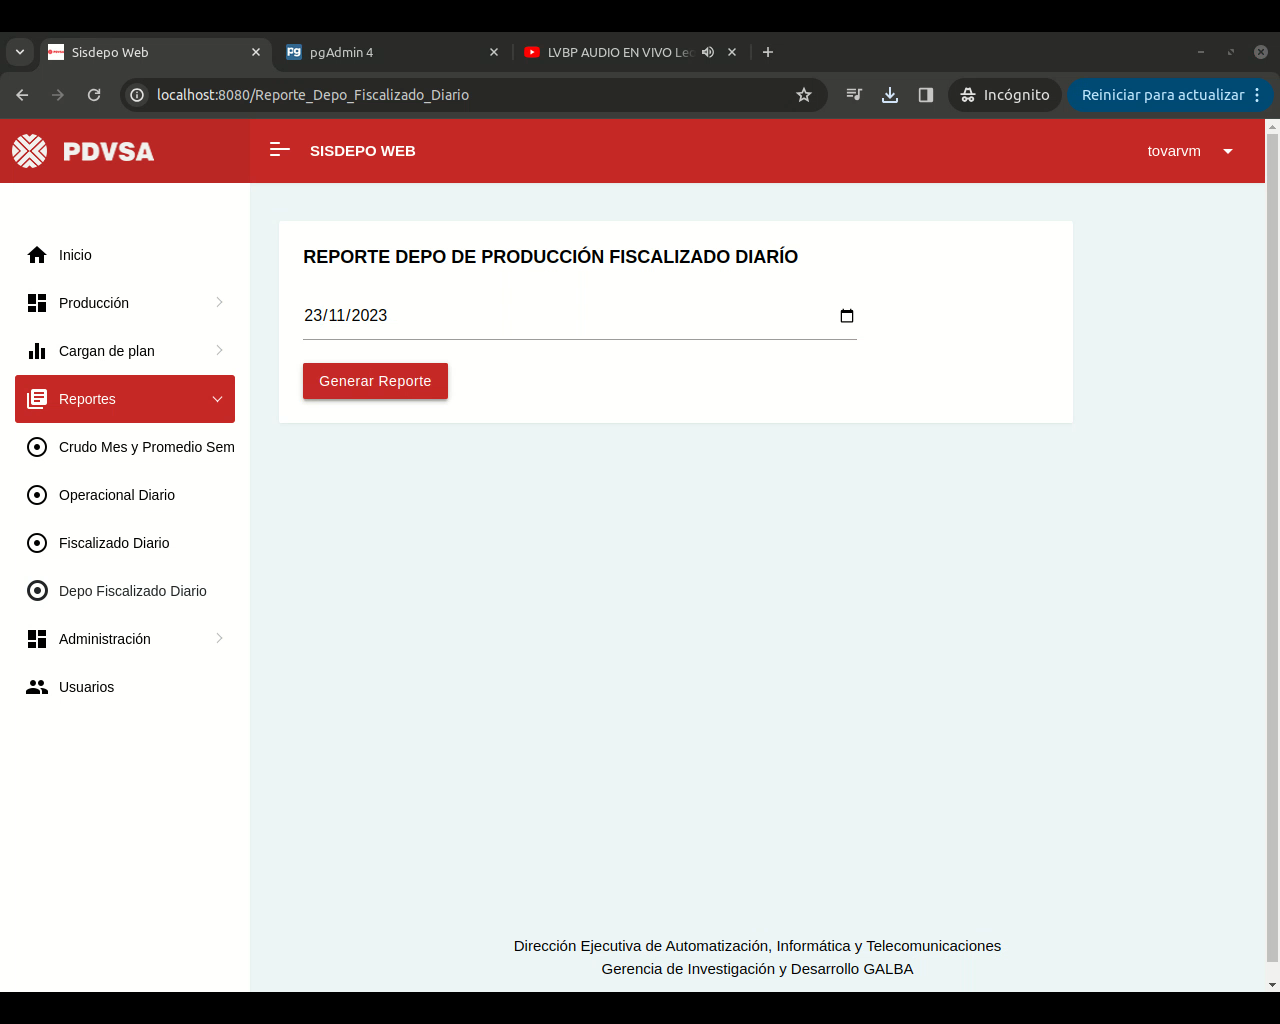 Sisdepo Web
pgAdmin 4
LVBP AUDIO EN VIVO Leo
localhost:8080/Reporte_Depo_Fiscalizado_Diario
Incógnito
Reiniciar para actualizar
PDVSA
SISDEPO WEB
tovarvm
Inicio
Producción
Cargan de plan
Reportes
Crudo Mes y Promedio Sem
Operacional Diario
Fiscalizado Diario
Depo Fiscalizado Diario
Administración
Usuarios
REPORTE DEPO DE PRODUCCIÓN FISCALIZADO DIARÍO
23/11/2023
Generar Reporte
Dirección Ejecutiva de Automatización, Informática y Telecomunicaciones
Gerencia de Investigación y Desarrollo GALBA